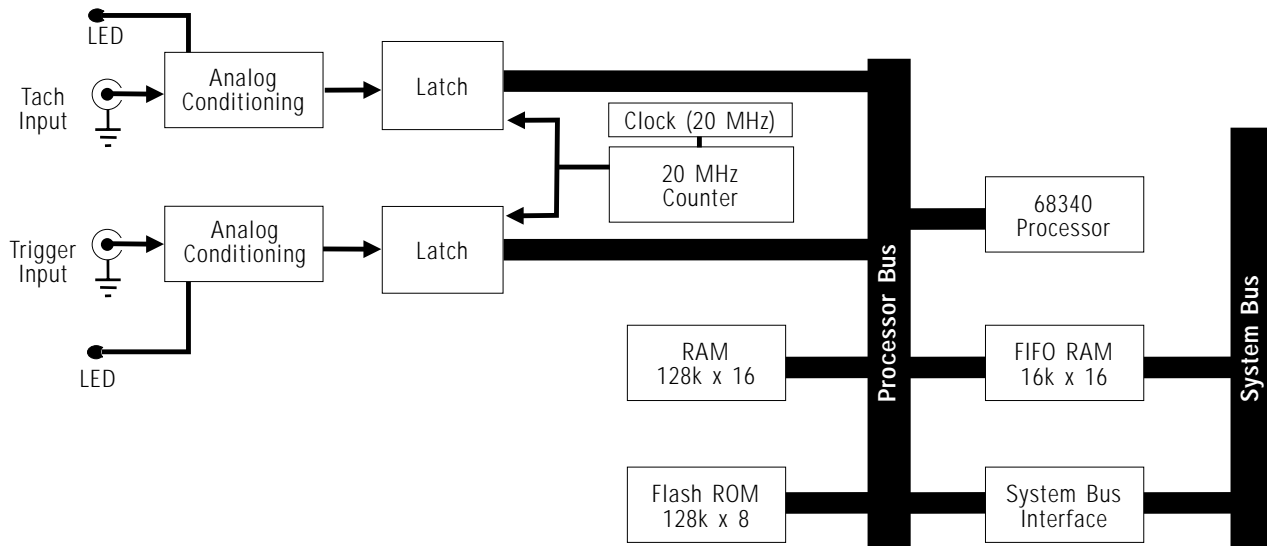 LED
Tach
Input
Analog
Conditioning
Latch
Clock (20 MHz)
20 MHz
Counter
Trigger
Input
Analog
Conditioning
Latch
LED
68340
Processor
Processor Bus
System Bus
RAM
128k x 16
FIFO RAM
16k x 16
Flash ROM
128k x 8
System Bus
Interface